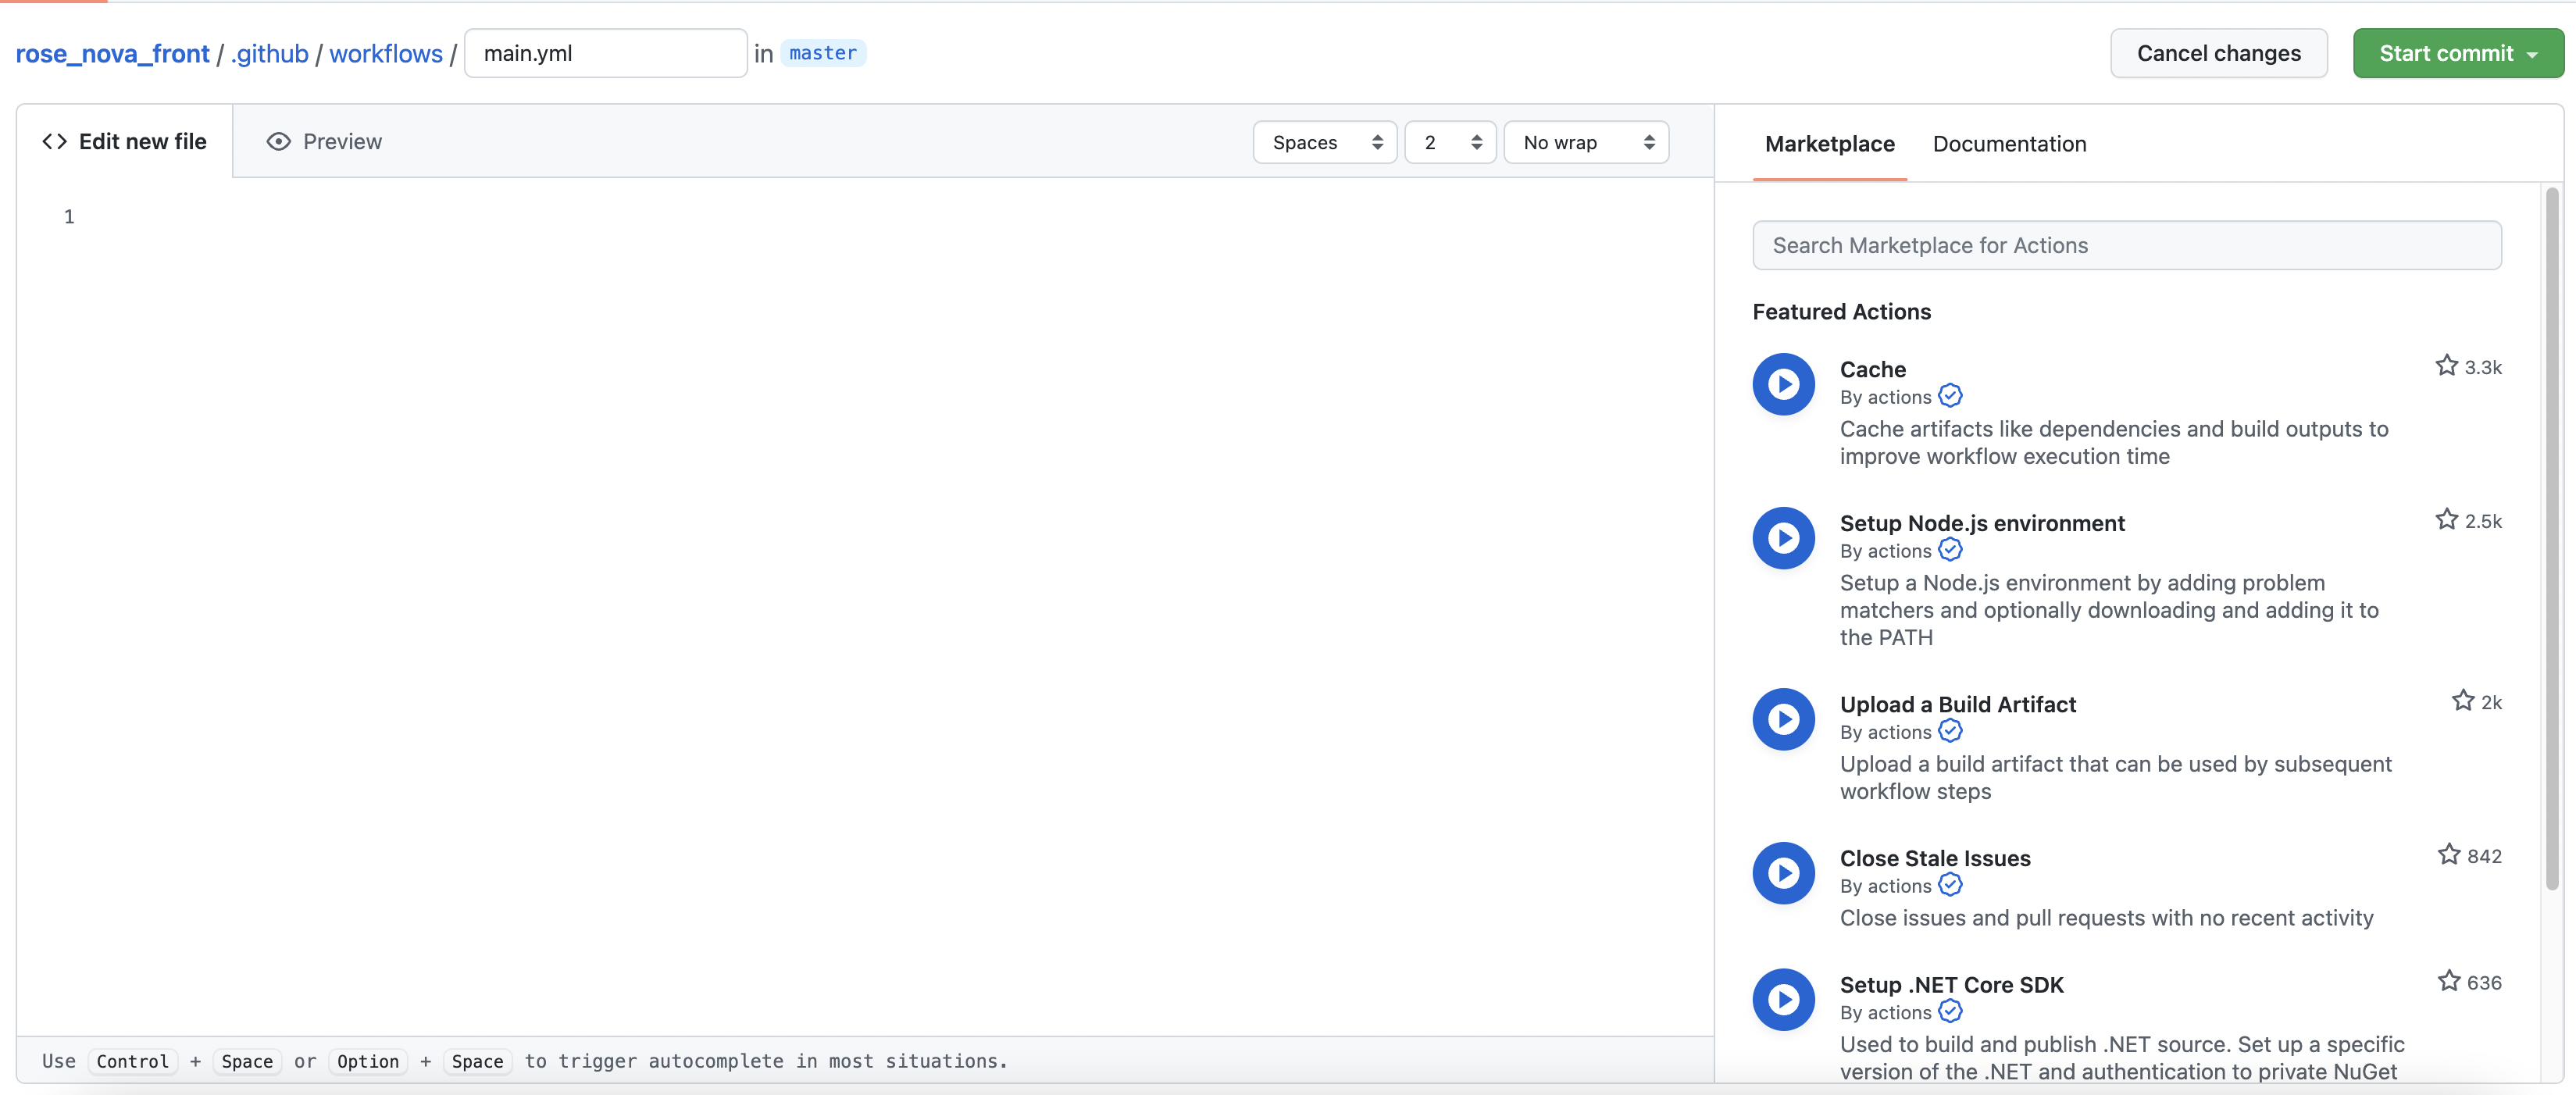 rose_nova_front / .github / workflows / main.yml in master
Cancel changes
Start commit
Edit new file
Preview
Spaces
2
No wrap
1
Use Control + Space or Option + Space to trigger autocomplete in most situations.
Marketplace
Documentation
Search Marketplace for Actions
Featured Actions
Cache
3.3k
By actions
Cache artifacts like dependencies and build outputs to
improve workflow execution time
Setup Node.js environment
2.5k
By actions
Setup a Node.js environment by adding problem
matchers and optionally downloading and adding it to
the PATH
Upload a Build Artifact
2k
By actions
Upload a build artifact that can be used by subsequent
workflow steps
Close Stale Issues
842
By actions
Close issues and pull requests with no recent activity
Setup .NET Core SDK
636
By actions
Used to build and publish .NET source. Set up a specific
version of the .NET and authentication to private NuGet